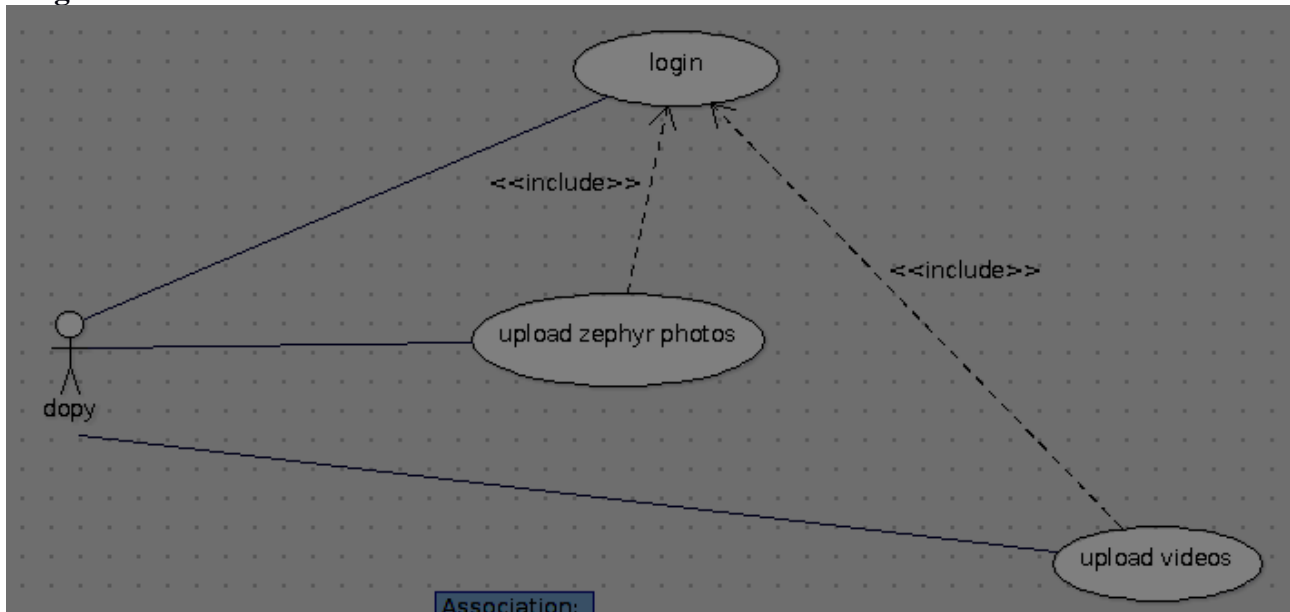 login
<<include>>
<<include>>
upload zephyr photos
dopy
upload videos
Association: